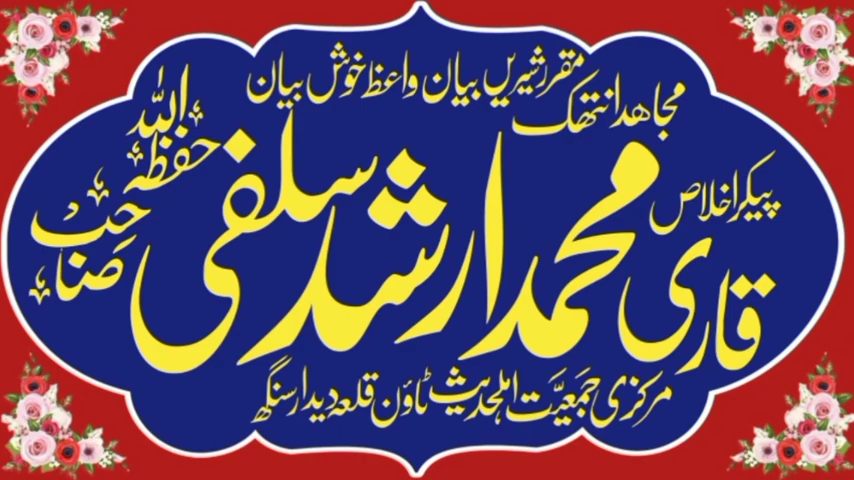 مقرر شیریں بیان واعظ خوش بیان
مجاھد انتھک
پیکر اخلاص
قاری محمد ارشد سلفی صاحب حفظہ اللہ
مرکزی جمعیت اہلحدیث ٹاؤن قلعہ دیدار سنگھ